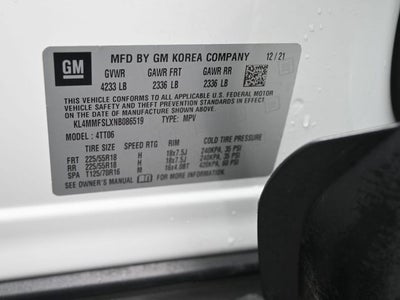 GM
MFD BY GM KOREA COMPANY 12/21
GVWR GAWR FRT GAWR RR
4233 LB 2336 LB 2336 LB
THIS VEHICLE CONFORMS TO ALL APPLICABLE U.S. FEDERAL MOTOR
VEHICLE SAFETY, BUMPER, AND THEFT PREVENTION STANDARDS
IN EFFECT ON THE DATE OF MANUFACTURE SHOWN ABOVE.
KL4MMFSLXNB086519 TYPE: MPV
MODEL: 4TT06
TIRE SIZE SPEED RTG RIM COLD TIRE PRESSURE
FRT 225/55R18 H 18x7.5J 240KPA, 35 PSI
RR 225/55R18 H 18x7.5J 240KPA, 35 PSI
SPA T125/70R16 M 16x4.0BT 420KPA, 60 PSI
SEE OWNER'S MANUAL FOR ADDITIONAL INFORMATION